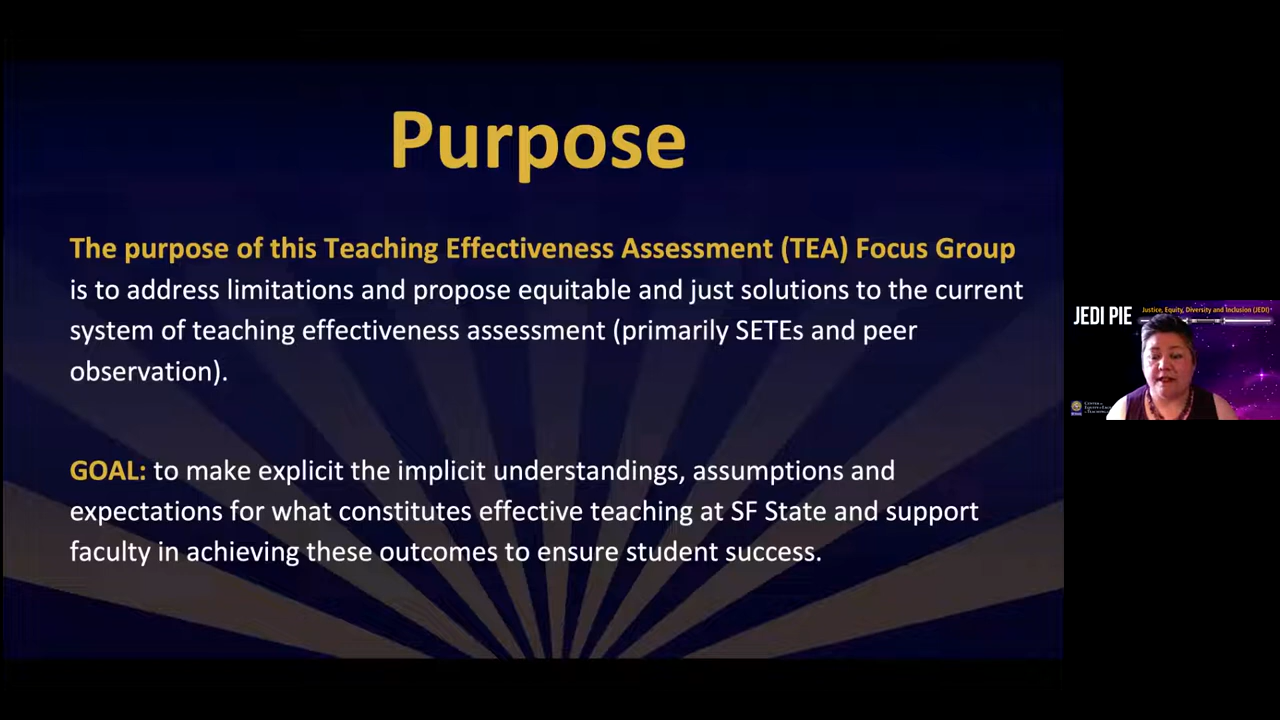 Purpose
The purpose of this Teaching Effectiveness Assessment (TEA) Focus Group
is to address limitations and propose equitable and just solutions to the current
system of teaching effectiveness assessment (primarily SETEs and peer
observation).
GOAL: to make explicit the implicit understandings, assumptions and
expectations for what constitutes effective teaching at SF State and support
faculty in achieving these outcomes to ensure student success.
JEDI PIE
Justice, Equity, Diversity and Inclusion (JEDI)